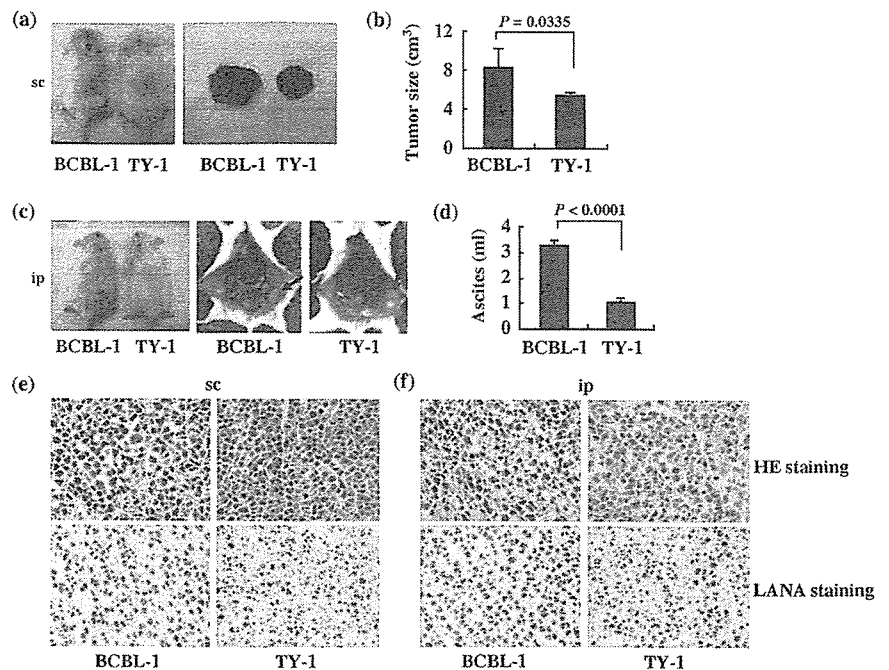 (a)
sc
BCBL-1 TY-1
BCBL-1 TY-1
(b)
P = 0.0335
Tumor size (cm³)
12
8
4
0
BCBL-1 TY-1
(c)
ip
BCBL-1 TY-1
BCBL-1
TY-1
(d)
P < 0.0001
Ascites (ml)
4
3
2
1
0
BCBL-1 TY-1
(e)
sc
(f)
ip
HE staining
LANA staining
BCBL-1
TY-1
BCBL-1
TY-1